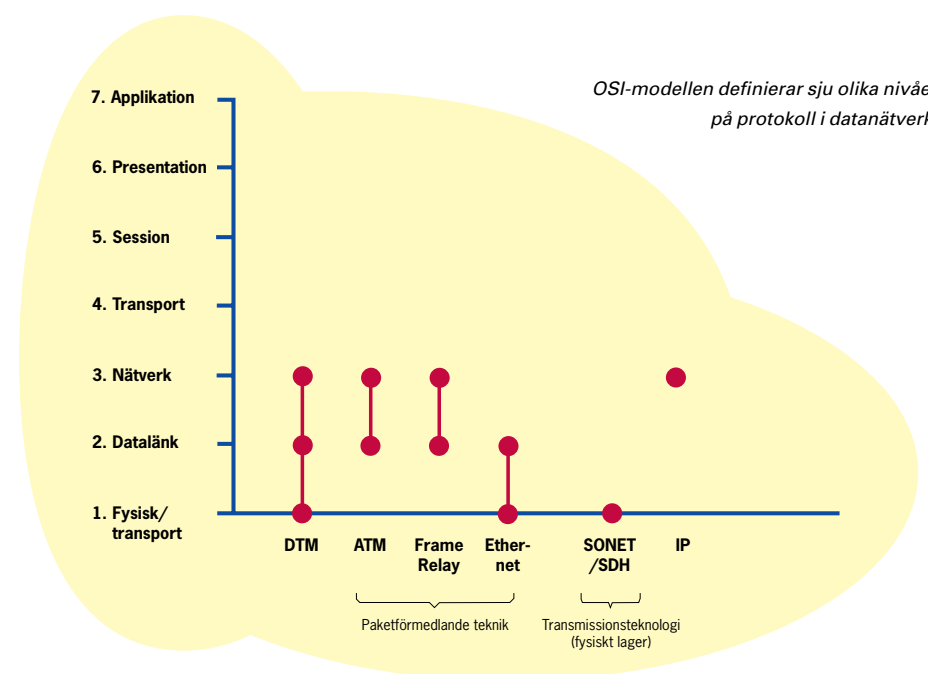 OSI-modellen definierar sju olika nivåe
på protokoll i datanätverk
7. Applikation
6. Presentation
5. Session
4. Transport
3. Nätverk
2. Datalänk
1. Fysisk/
transport
DTM
ATM
Frame
Relay
Ether-
net
SONET
/SDH
IP
Paketförmedlande teknik
Transmissionsteknologi
(fysiskt lager)